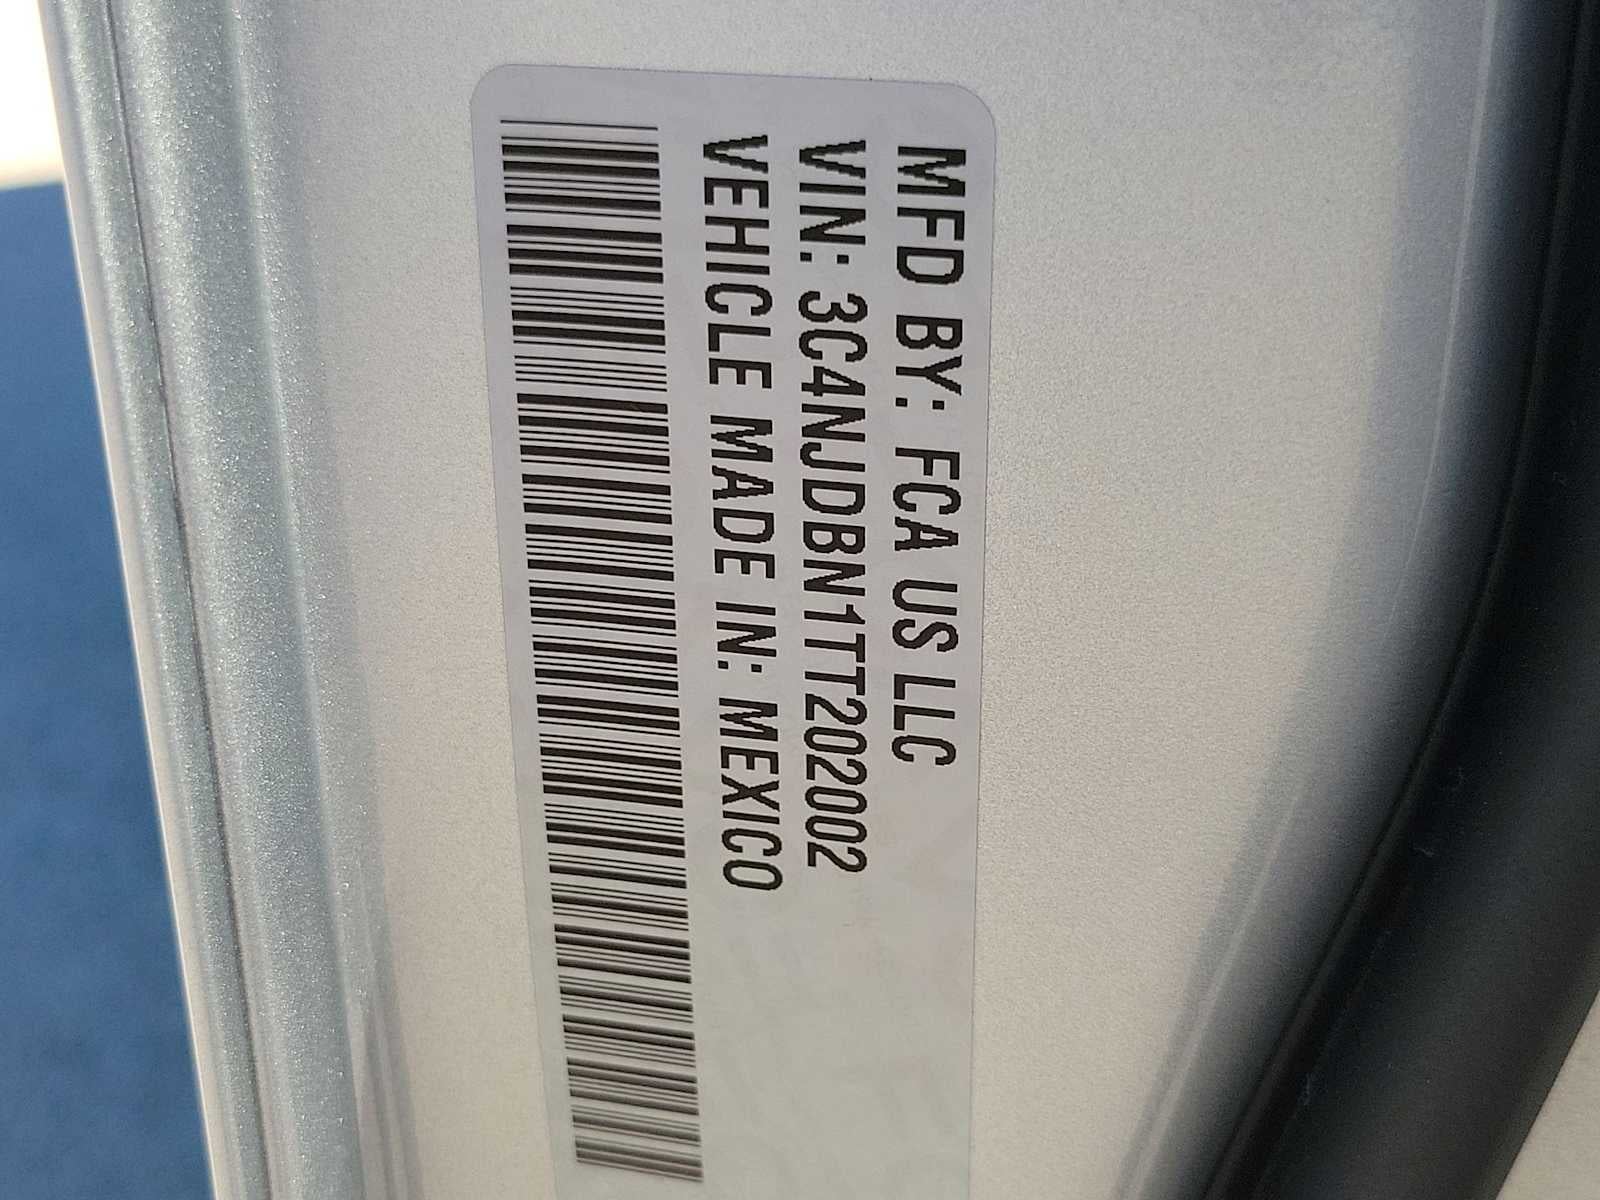 MFD BY: FCA US LLC
VIN: 3C4NJDBN1TT202002
VEHICLE MADE IN: MEXICO